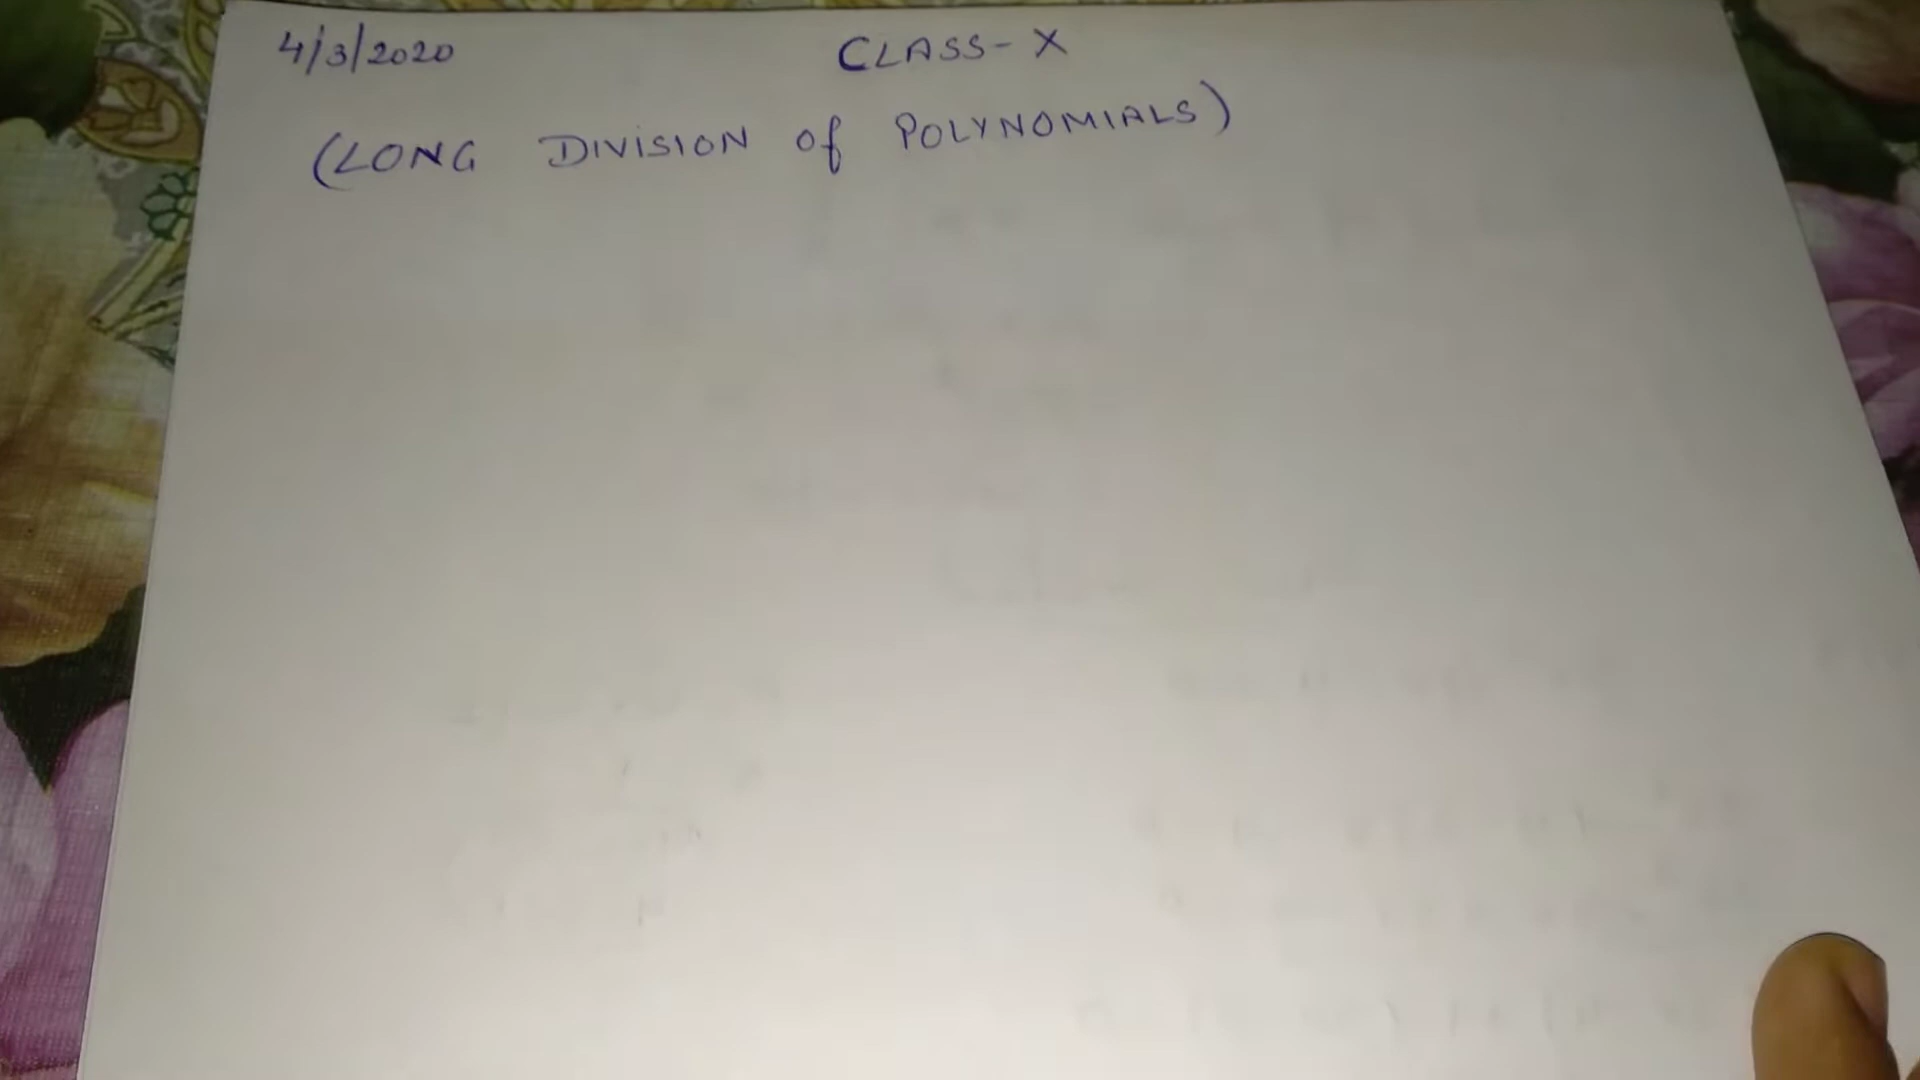 4/3/2020 CLASS-X
(LONG DIVISION of POLYNOMIALS)